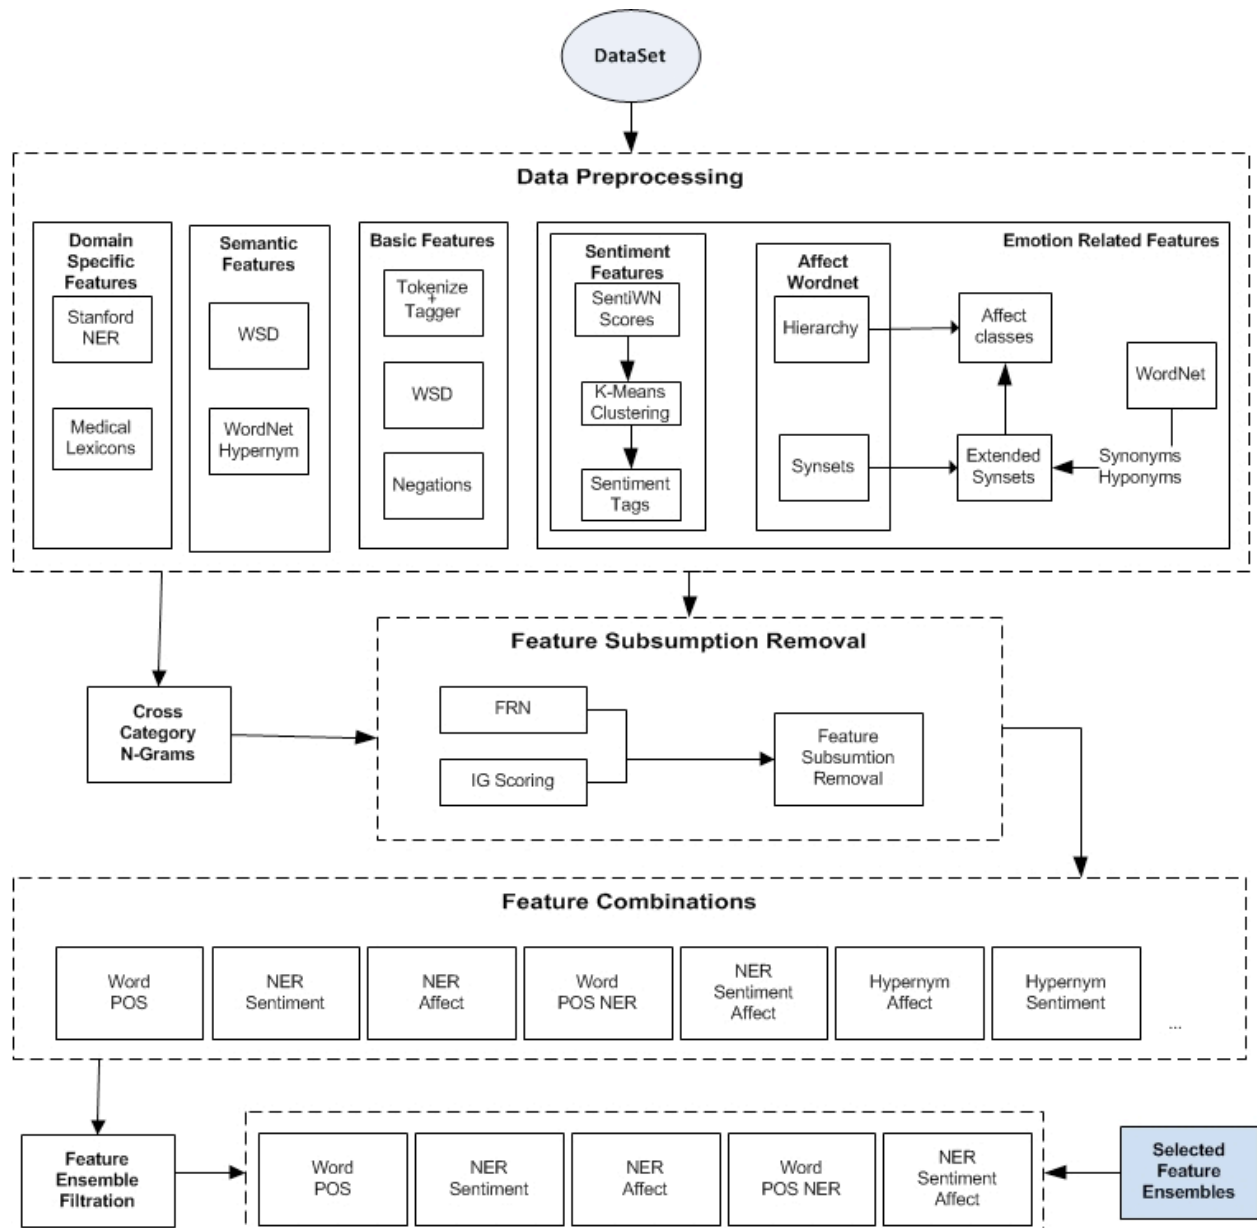 DataSet
Data Preprocessing
Domain
Specific
Features
Stanford
NER
Medical
Lexicons
Semantic
Features
WSD
WordNet
Hypernym
Basic Features
Tokenize
+
Tagger
WSD
Negations
Emotion Related Features
Sentiment
Features
SentiWN
Scores
K-Means
Clustering
Sentiment
Tags
Affect
Wordnet
Hierarchy
Synsets
Affect
classes
Extended
Synsets
WordNet
Synonyms
Hyponyms
Cross
Category
N-Grams
Feature Subsumption Removal
FRN
IG Scoring
Feature
Subsumtion
Removal
Feature Combinations
Word
POS
NER
Sentiment
NER
Affect
Word
POS NER
NER
Sentiment
Affect
Hypernym
Affect
Hypernym
Sentiment
...
Feature
Ensemble
Filtration
Word
POS
NER
Sentiment
NER
Affect
Word
POS NER
NER
Sentiment
Affect
Selected
Feature
Ensembles